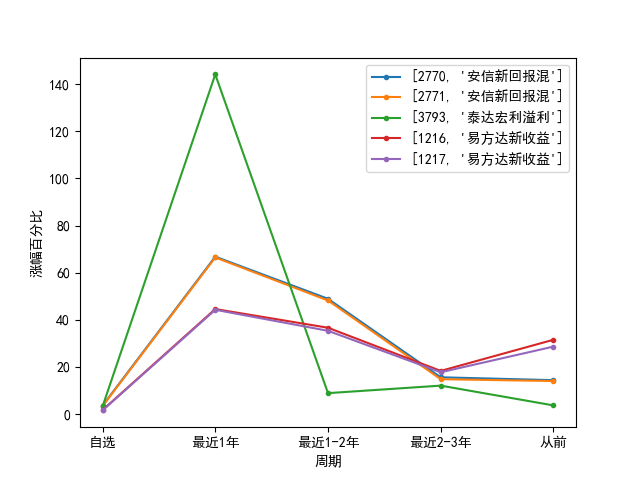 [2770, '安信新回报混']
[2771, '安信新回报混']
[3793, '泰达宏利溢利']
[1216, '易方达新收益']
[1217, '易方达新收益']
涨幅百分比
140
120
100
80
60
40
20
0
自选 最近1年 最近1-2年 最近2-3年 从前
周期